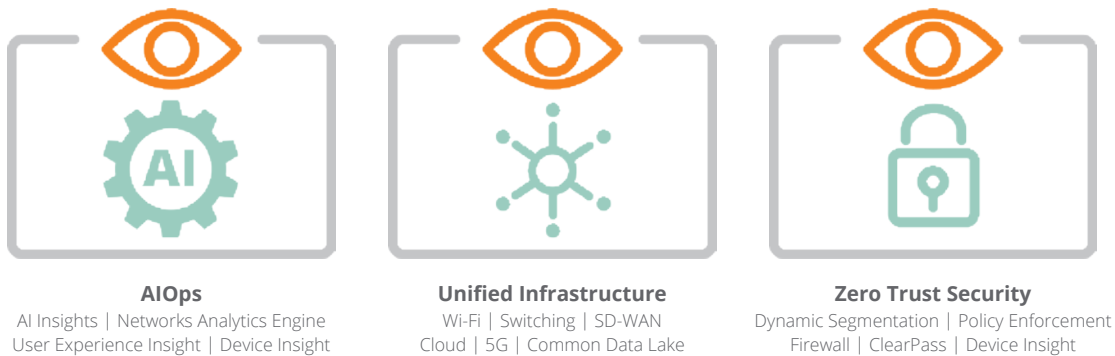 AI
AIOps
AI Insights | Networks Analytics Engine
User Experience Insight | Device Insight
Unified Infrastructure
Wi-Fi | Switching | SD-WAN
Cloud | 5G | Common Data Lake
Zero Trust Security
Dynamic Segmentation | Policy Enforcement
Firewall | ClearPass | Device Insight